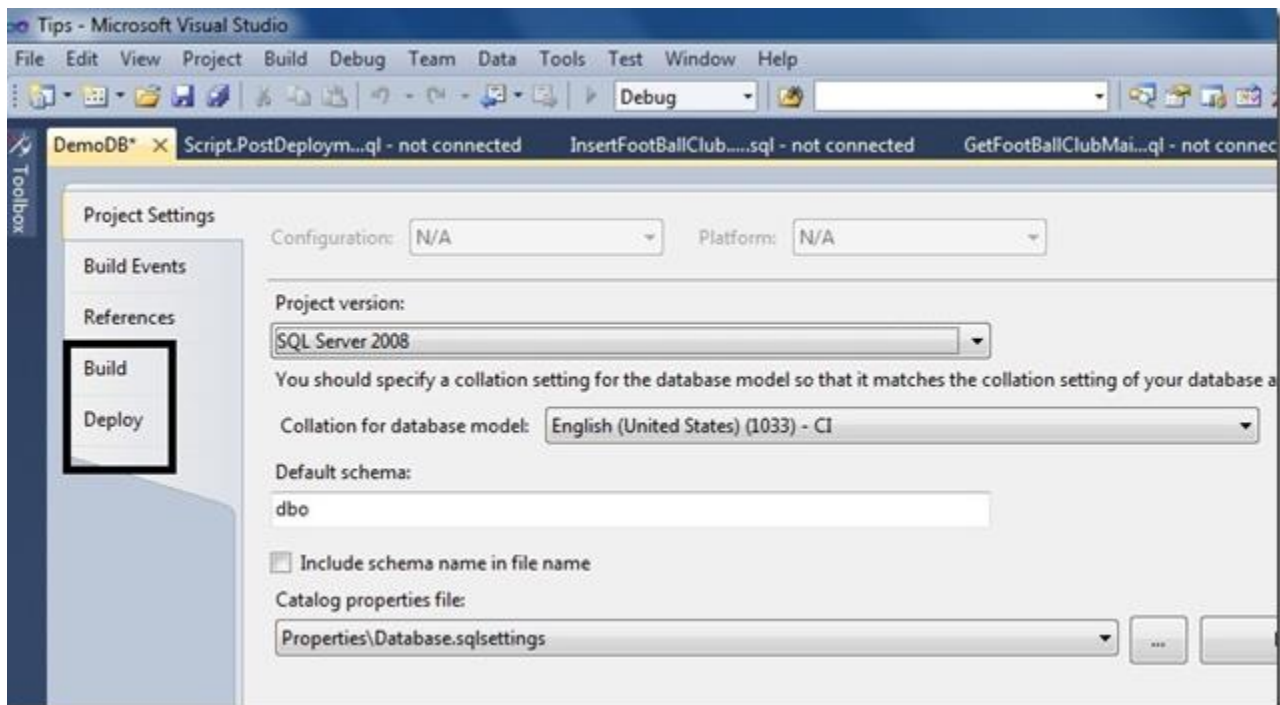 Tips - Microsoft Visual Studio
File Edit View Project Build Debug Team Data Tools Test Window Help
Debug
DemoDB* Script.PostDeploym...ql - not connected InsertFootBallClub.....sql - not connected GetFootBallClubMai...ql - not connec
Toolbox
Project Settings
Configuration: N/A Platform: N/A
Build Events
Project version:
References
SQL Server 2008
Build
You should specify a collation setting for the database model so that it matches the collation setting of your database a
Deploy
Collation for database model: English (United States) (1033) - CI
Default schema:
dbo
Include schema name in file name
Catalog properties file:
Properties\Database.sqlsettings
...